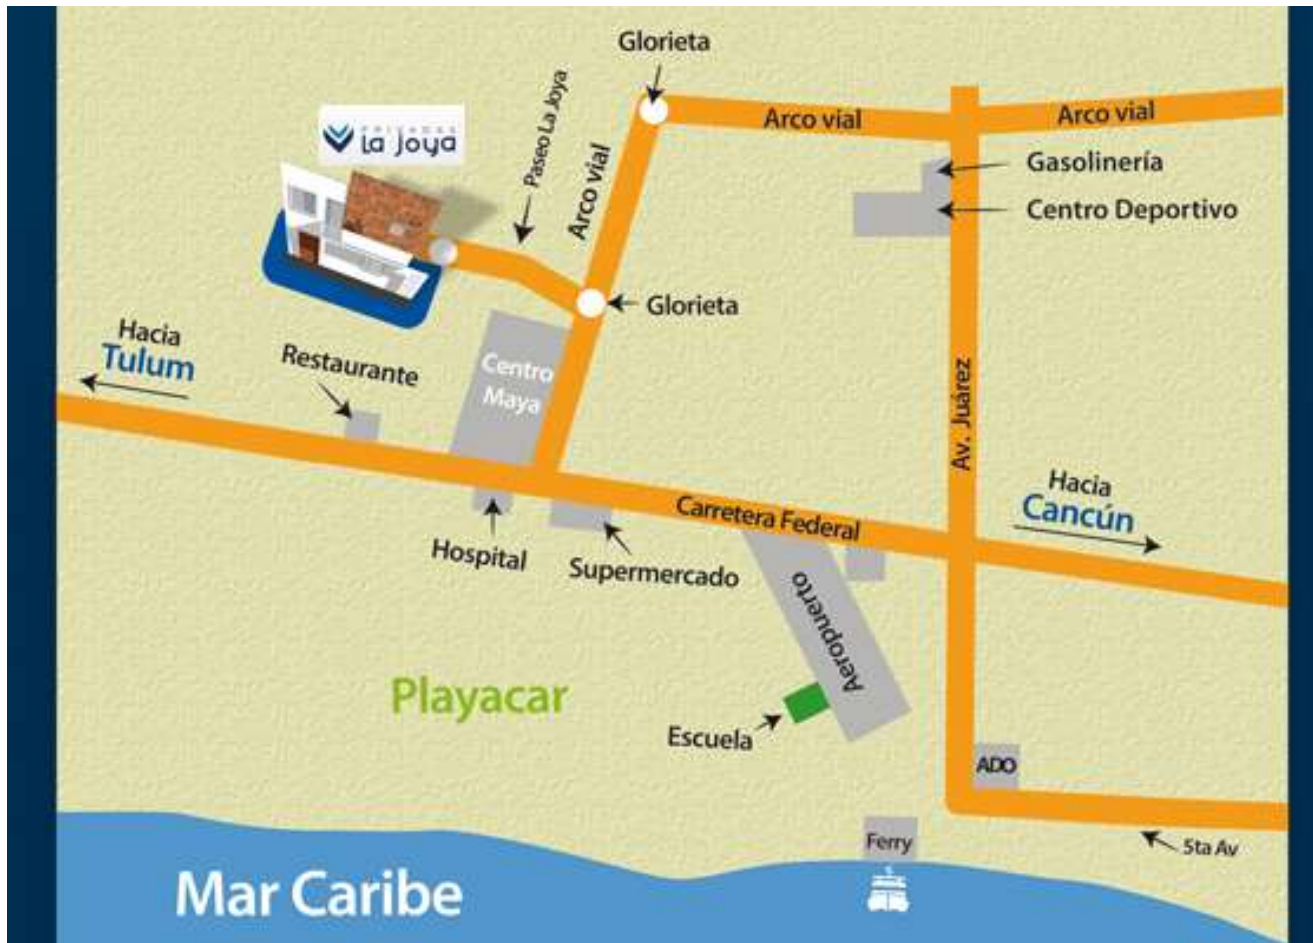 Glorieta
Paseo La Joya
Arco vial
Arco vial
Arco vial
PRIVADAS
La Joya
Gasolinería
Centro Deportivo
Glorieta
Hacia
Tulum
Restaurante
Centro
Maya
Av. Juárez
Hacia
Cancún
Carretera Federal
Hospital
Supermercado
Aeropuerto
Playacar
Escuela
ADO
Ferry
5ta Av
Mar Caribe